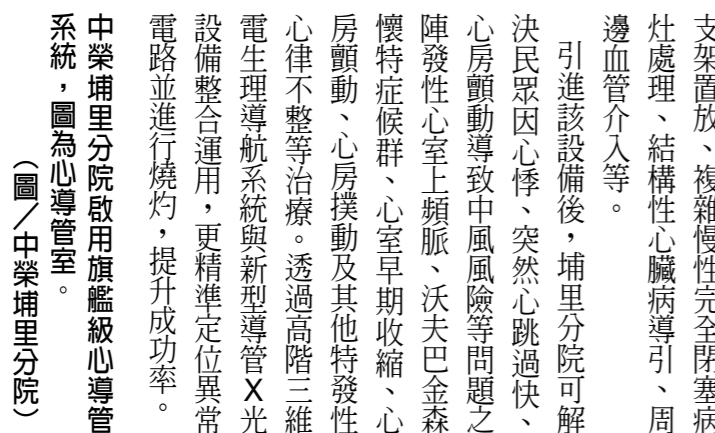 支架置放、複雜慢性完全閉塞病
灶處理、結構性心臟病導引、周
邊血管介入等。
引進該設備後，埔里分院可解
決民眾因心悸、突然心跳過快、
心房顫動導致中風風險等問題之
陣發性心室上頻脈、沃夫巴金森
懷特症候群、心室早期收縮、心
房顫動、心房撲動及其他特發性
心律不整等治療。透過高階三維
電生理導航系統與新型導管X光
設備整合運用，更精準定位異常
電路並進行燒灼，提升成功率。
中榮埔里分院啟用旗艦級心導管
系統，圖為心導管室。
（圖／中榮埔里分院）